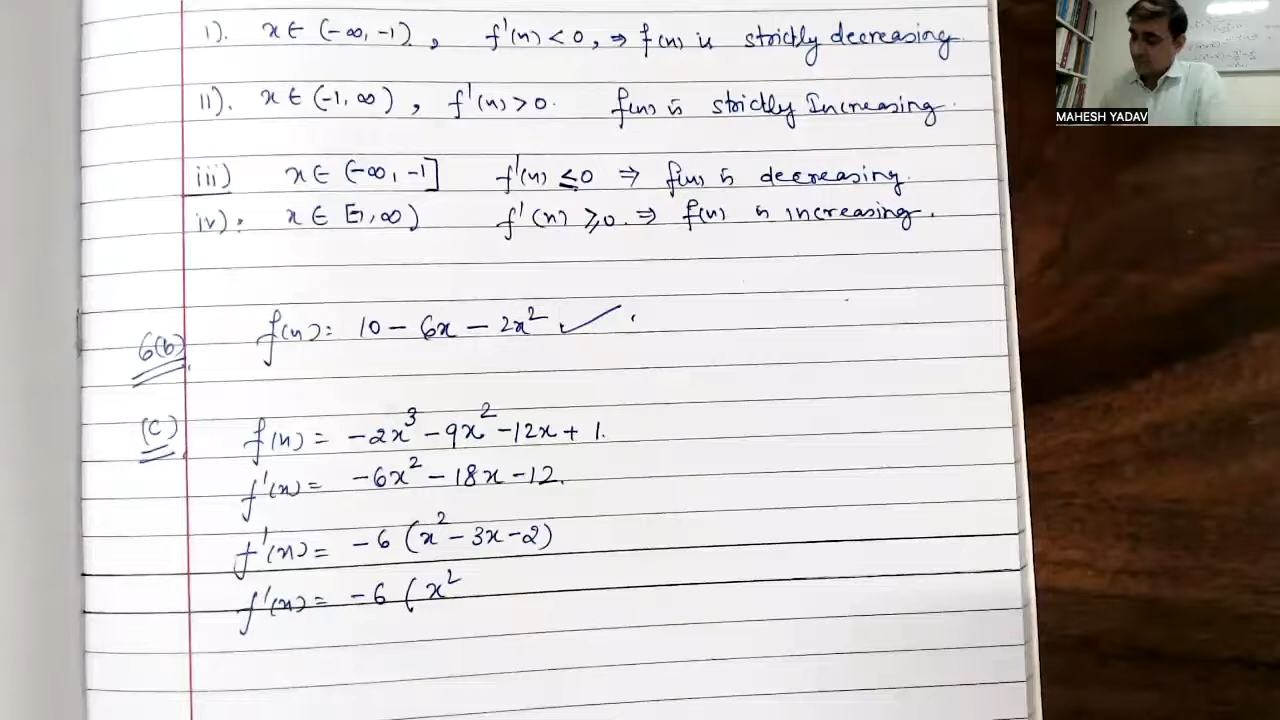 i). x ∈ (-∞, -1), f'(x) < 0, ⇒ f(x) is strictly decreasing.
ii). x ∈ (-1, ∞), f'(x) > 0. f(x) is strictly Increasing.
iii) x ∈ (-∞, -1] f'(x) ≤ 0 ⇒ f(x) is decreasing.
iv): x ∈ [-1, ∞) f'(x) ≥ 0. ⇒ f(x) is increasing.
6(b) f(x) = 10 - 6x - 2x² ✓.
(C) f(x) = -2x³ - 9x² - 12x + 1.
f'(x) = -6x² - 18x - 12.
f'(x) = -6 (x² - 3x - 2)
f'(x) = -6 (x²
MAHESH YADAV